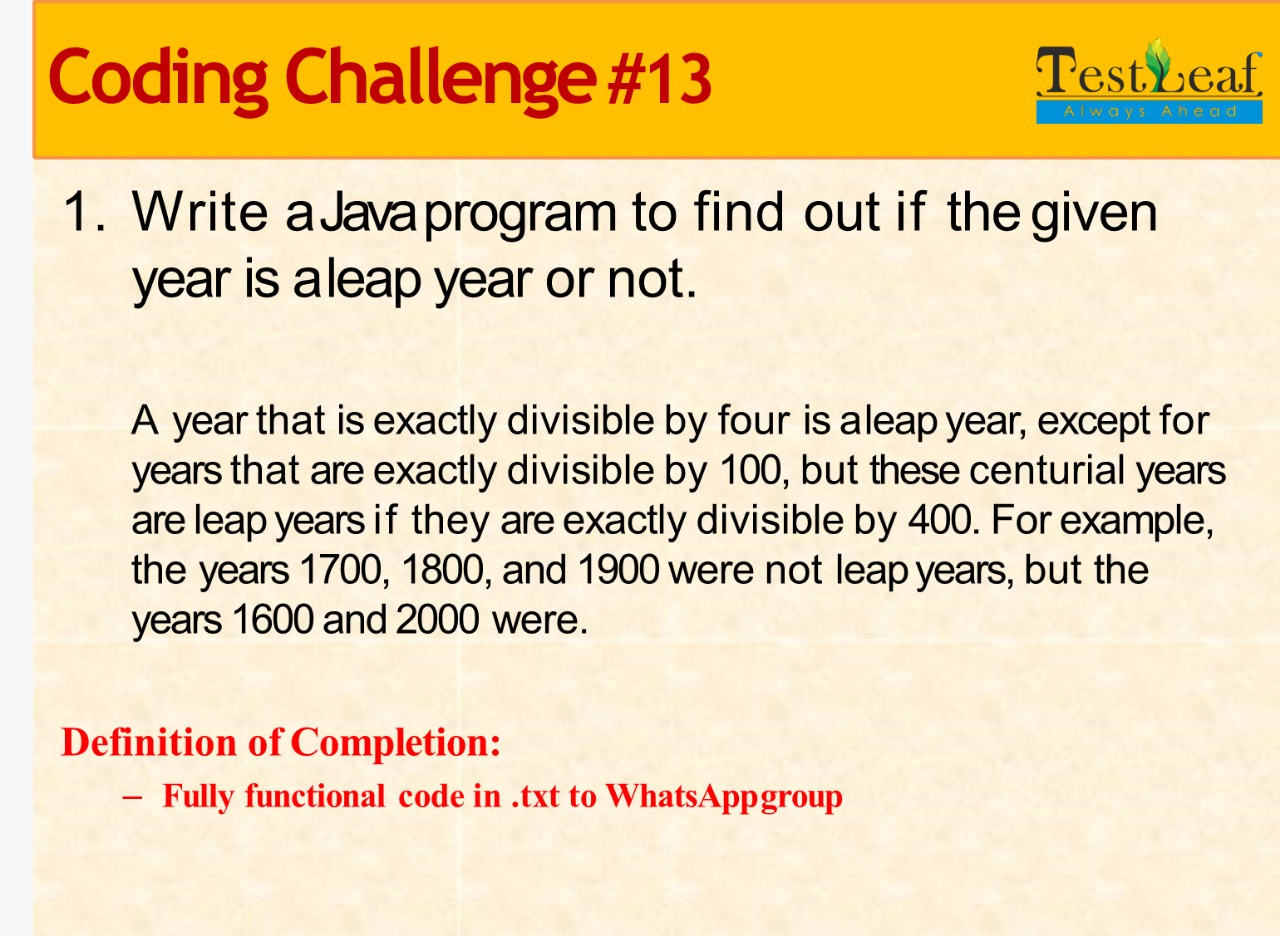 Coding Challenge #13
TestLeaf
Always Ahead
1. Write a Java program to find out if the given
year is a leap year or not.
A year that is exactly divisible by four is a leap year, except for
years that are exactly divisible by 100, but these centurial years
are leap years if they are exactly divisible by 400. For example,
the years 1700, 1800, and 1900 were not leap years, but the
years 1600 and 2000 were.
Definition of Completion:
– Fully functional code in .txt to WhatsApp group